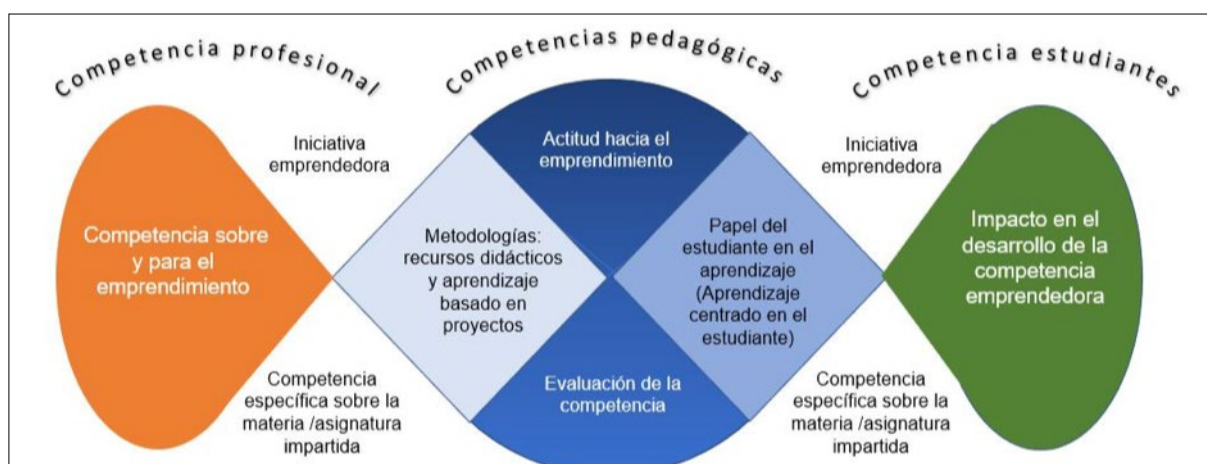 Competencia profesional
Competencias pedagógicas
Competencia estudiantes
Iniciativa
emprendedora
Actitud hacia el
emprendimiento
Iniciativa
emprendedora
Competencia sobre
y para el
emprendimiento
Metodologías:
recursos didácticos
y aprendizaje
basado en
proyectos
Papel del
estudiante en el
aprendizaje
(Aprendizaje
centrado en el
estudiante)
Impacto en el
desarrollo de la
competencia
emprendedora
Competencia
específica sobre la
materia /asignatura
impartida
Evaluación de la
competencia
Competencia
específica sobre la
materia /asignatura
impartida